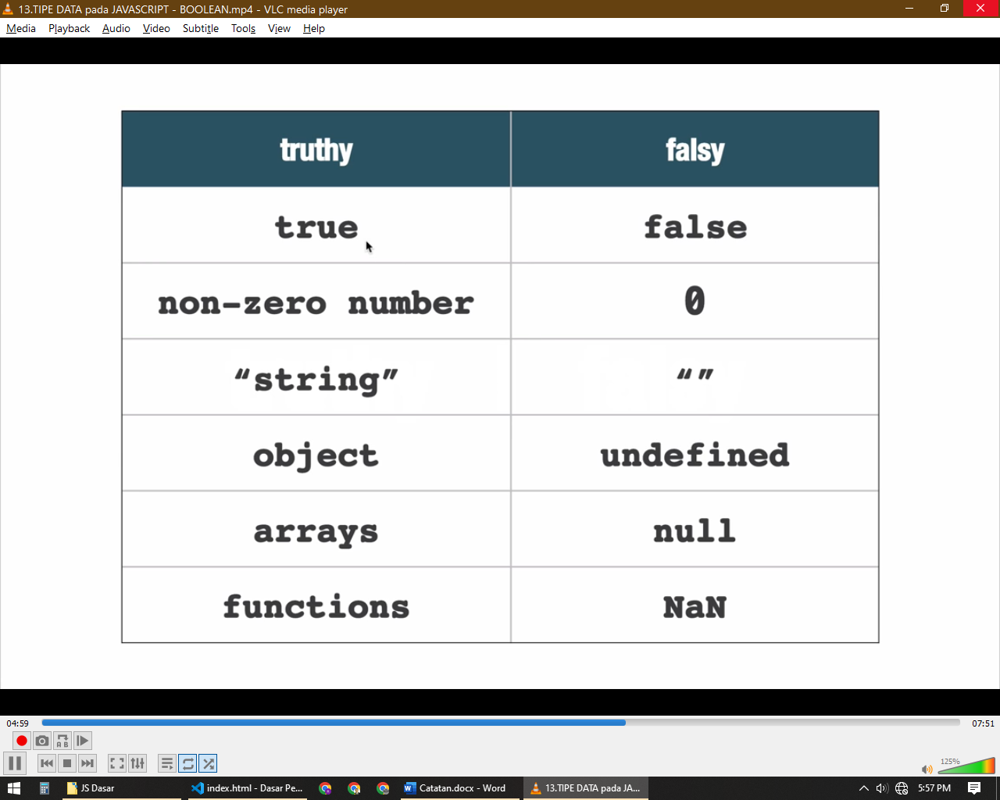 13.TIPE DATA pada JAVASCRIPT - BOOLEAN.mp4 - VLC media player
Media Playback Audio Video Subtitle Tools View Help
truthy falsy
true false
non-zero number 0
“string” “”
object undefined
arrays null
functions NaN
04:59 07:51
A B
125%
JS Dasar index.html - Dasar Pe... Catatan.docx - Word 13.TIPE DATA pada JA... 5:57 PM